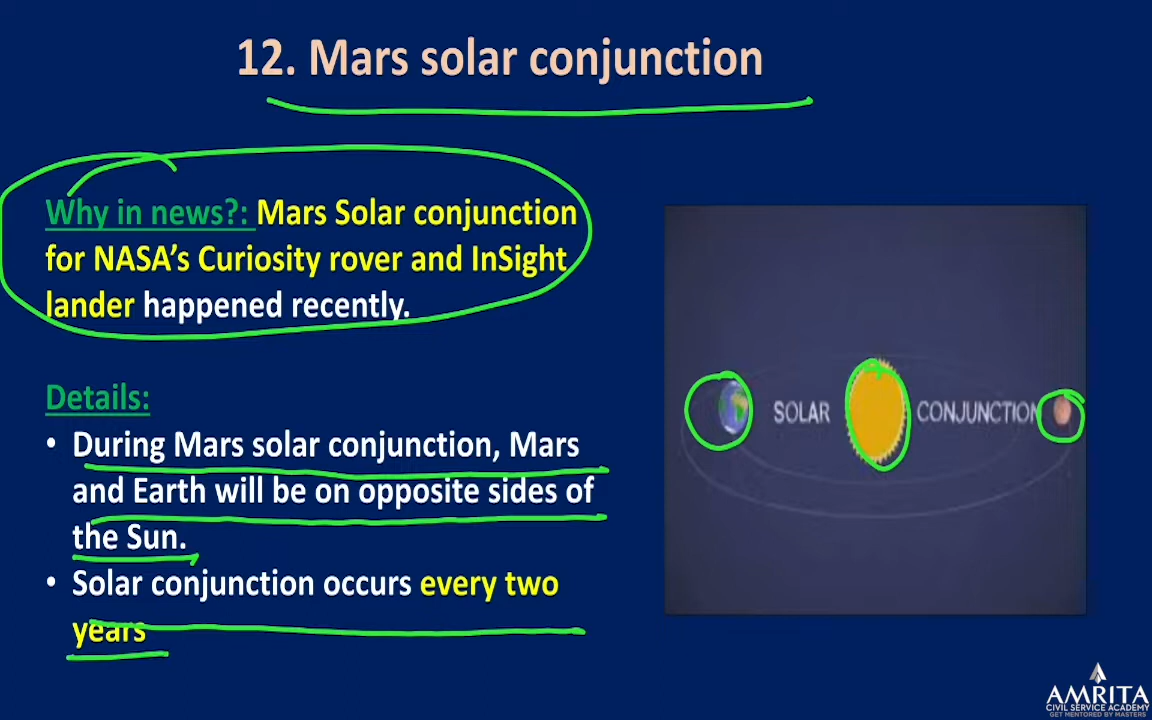 12. Mars solar conjunction
Why in news?: Mars Solar conjunction
for NASA's Curiosity rover and InSight
lander happened recently.
Details:
• During Mars solar conjunction, Mars
and Earth will be on opposite sides of
the Sun.
• Solar conjunction occurs every two
years
SOLAR CONJUNCTION
AMRITA
CIVIL SERVICE ACADEMY
GET MENTORED BY MASTERS